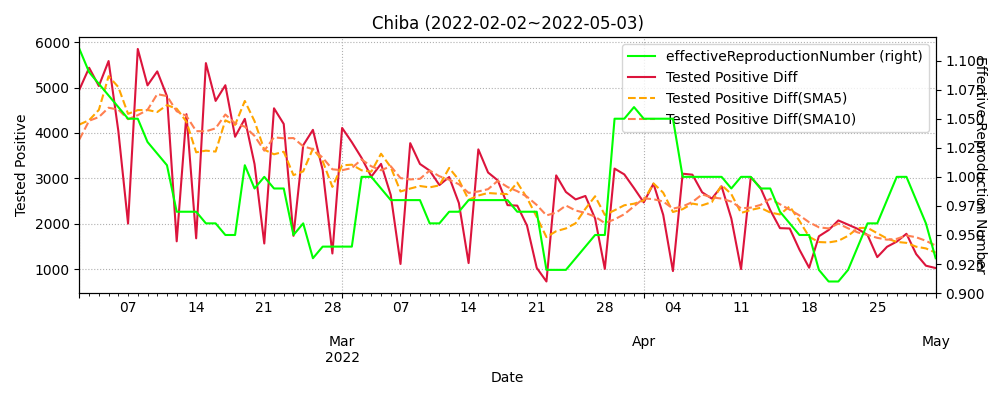 Chiba (2022-02-02~2022-05-03)
effectiveReproductionNumber (right)
Tested Positive Diff
Tested Positive Diff(SMA5)
Tested Positive Diff(SMA10)
Tested Positive
6000
5000
4000
3000
2000
1000
Effective Reproduction Number
1.100
1.075
1.050
1.025
1.000
0.975
0.950
0.925
0.900
07 14 21 28 07 14 21 28 04 11 18 25
Mar Apr May
2022
Date